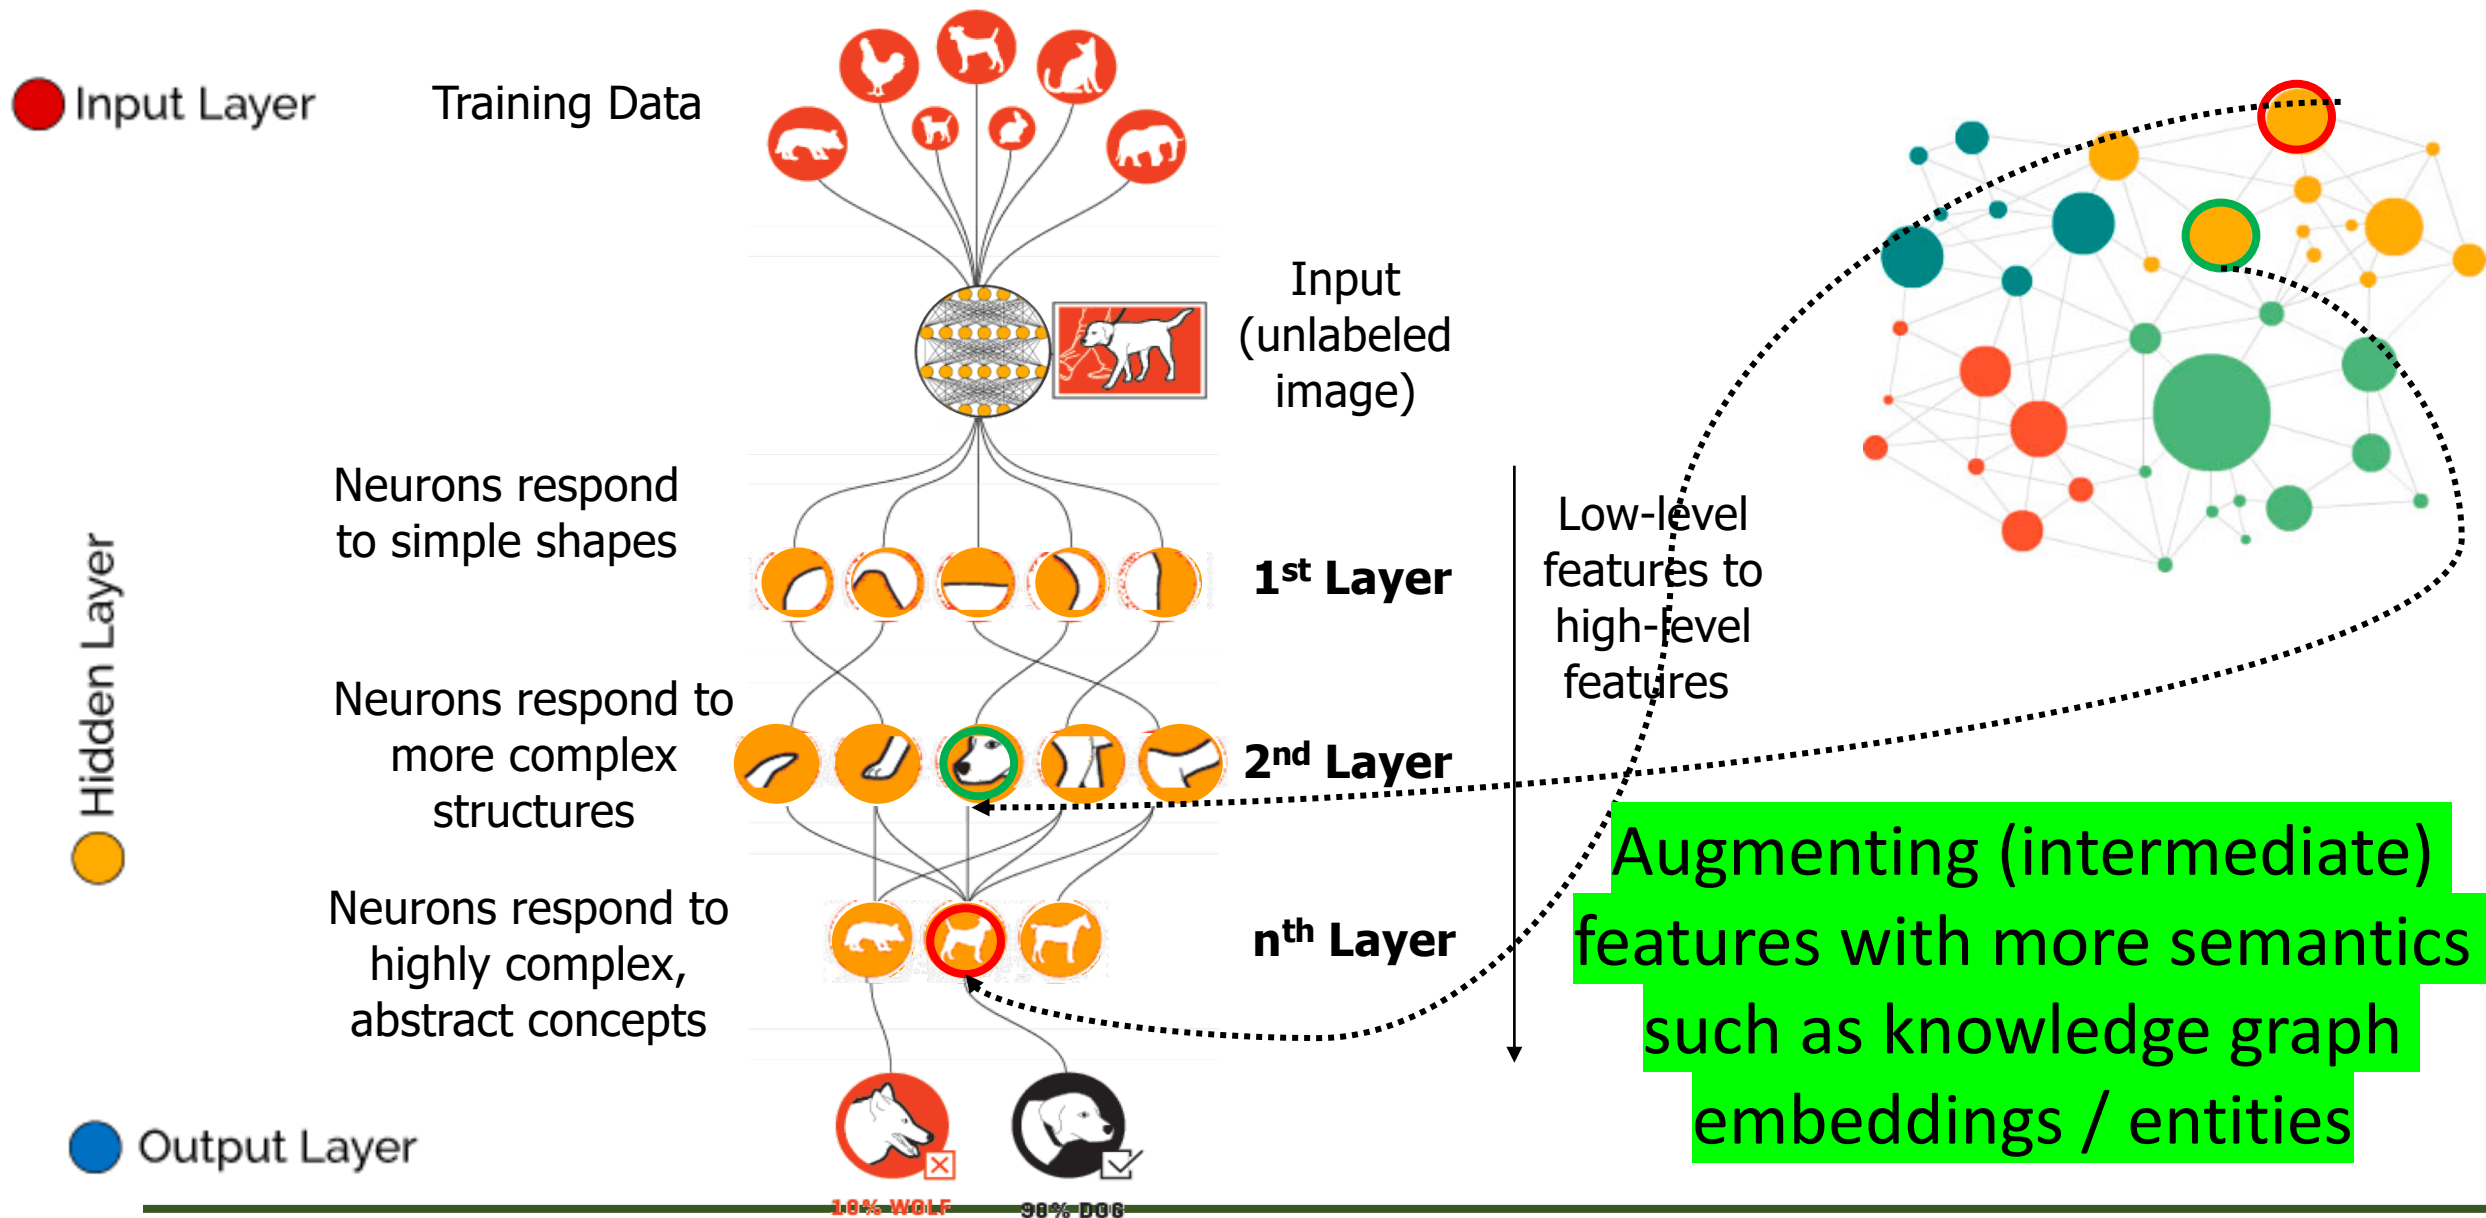 Input Layer
Training Data
Input
(unlabeled
image)
Neurons respond
to simple shapes
1st Layer
Low-level
features to
high-level
features
Hidden Layer
Neurons respond to
more complex
structures
2nd Layer
Neurons respond to
highly complex,
abstract concepts
nth Layer
Augmenting (intermediate)
features with more semantics
such as knowledge graph
embeddings / entities
Output Layer
10% WOLF
90% DOG